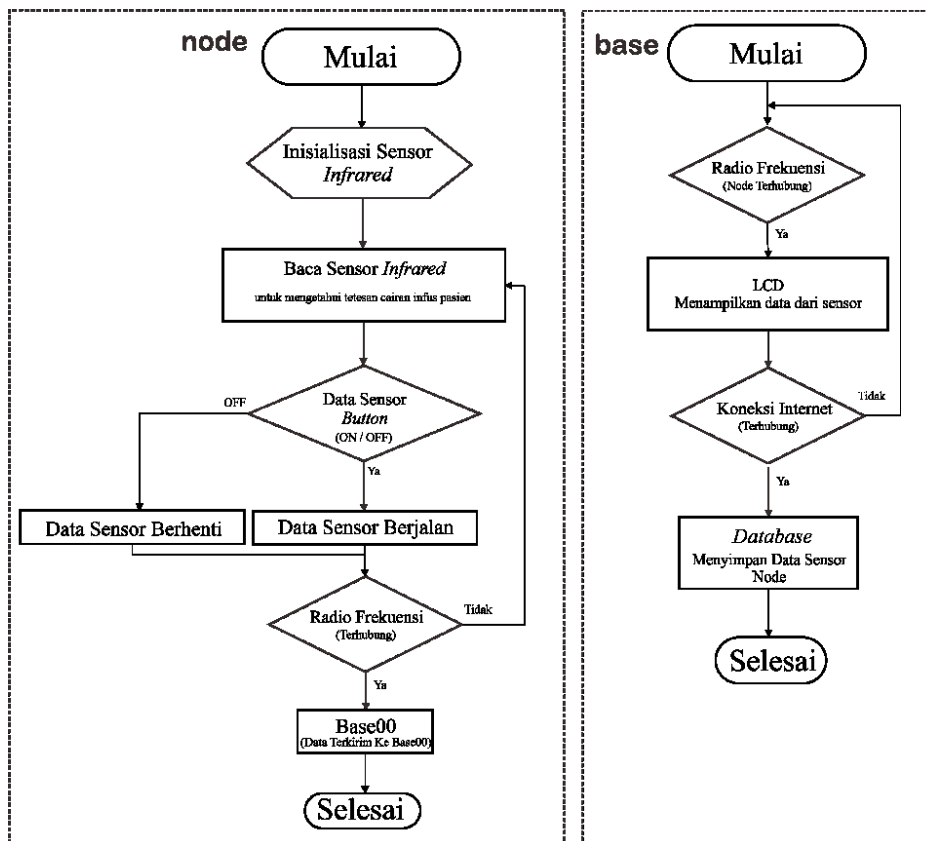 node
Mulai
Inisialisasi Sensor
Infrared
Baca Sensor Infrared
untuk mengetahui tetesan cairan infus pasien
Data Sensor
Button
(ON / OFF)
OFF
Ya
Data Sensor Berhenti
Data Sensor Berjalan
Radio Frekuensi
(Terhubung)
Tidak
Ya
Base00
(Data Terkirim Ke Base00)
Selesai
base
Mulai
Radio Frekuensi
(Node Terhubung)
Ya
LCD
Menampilkan data dari sensor
Koneksi Internet
(Terhubung)
Tidak
Ya
Database
Menyimpan Data Sensor
Node
Selesai